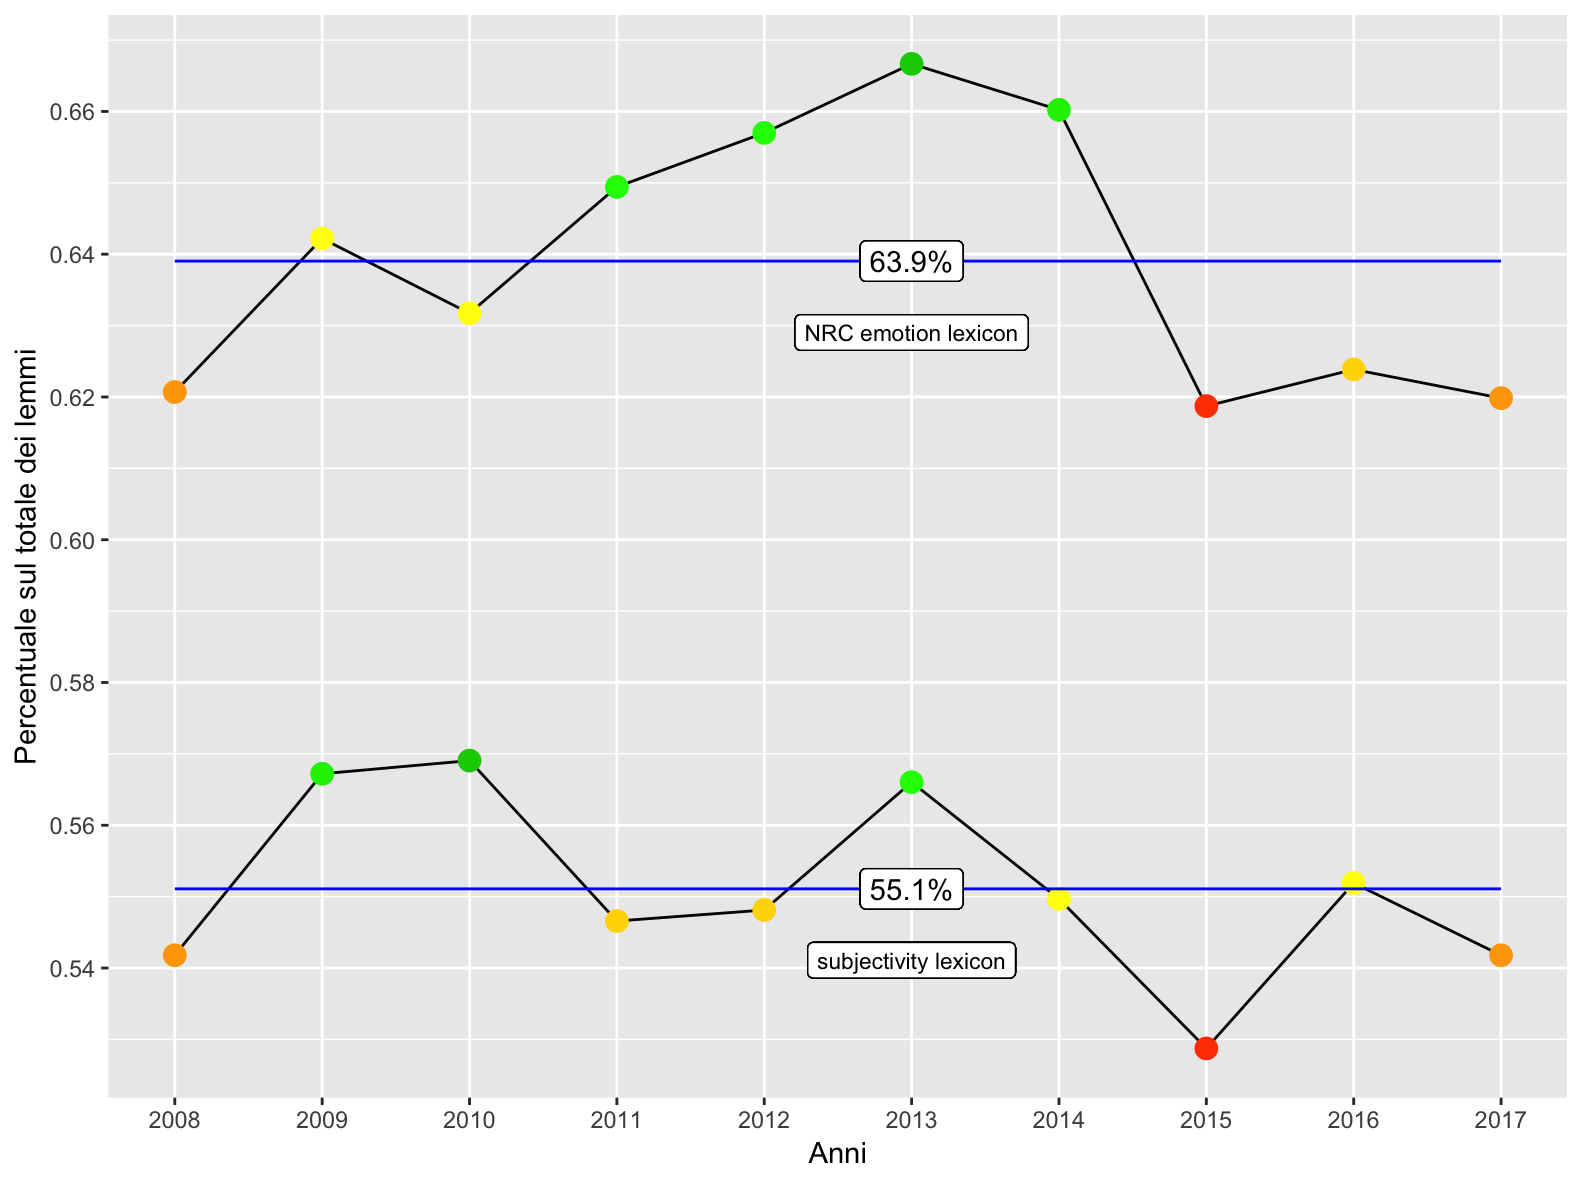 Percentuale sul totale dei lemmi
0.66
0.64
0.62
0.60
0.58
0.56
0.54
63.9%
NRC emotion lexicon
55.1%
subjectivity lexicon
2008 2009 2010 2011 2012 2013 2014 2015 2016 2017
Anni